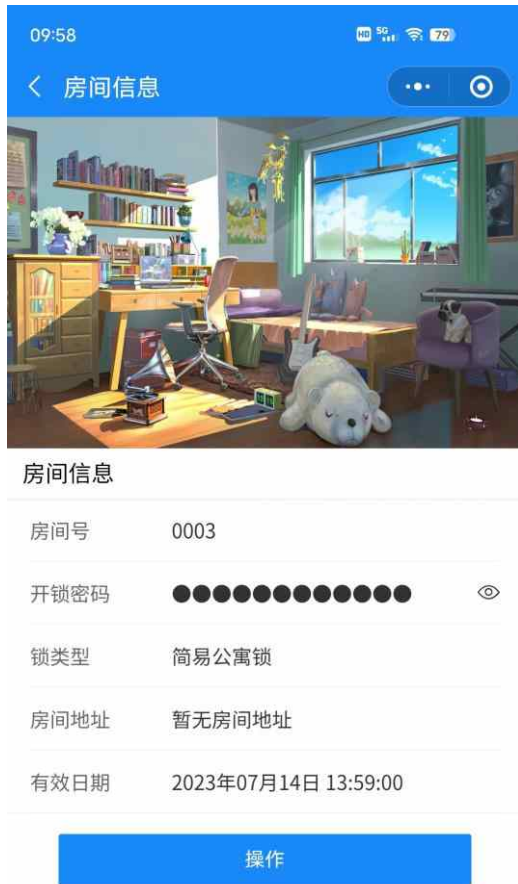 09:58
HD 5G 79
房间信息
房间信息
房间号 0003
开锁密码 ●●●●●●●●●●●●
锁类型 简易公寓锁
房间地址 暂无房间地址
有效日期 2023年07月14日 13:59:00
操作